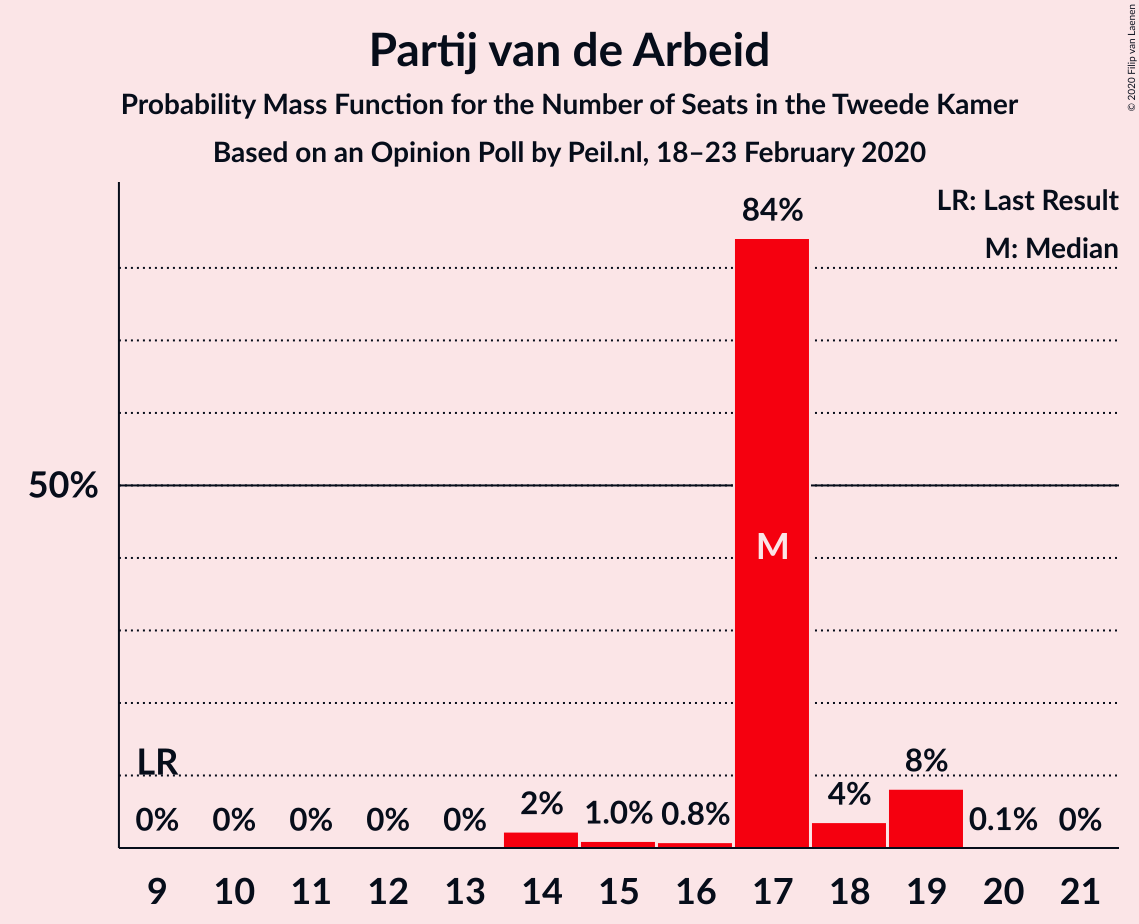 Partij van de Arbeid
Probability Mass Function for the Number of Seats in the Tweede Kamer
Based on an Opinion Poll by Peil.nl, 18–23 February 2020
© 2020 Filip van Laenen
LR: Last Result
M: Median
84%
50%
M
LR
0% 0% 0% 0% 0% 2% 1.0% 0.8% 4% 8% 0.1% 0%
9 10 11 12 13 14 15 16 17 18 19 20 21